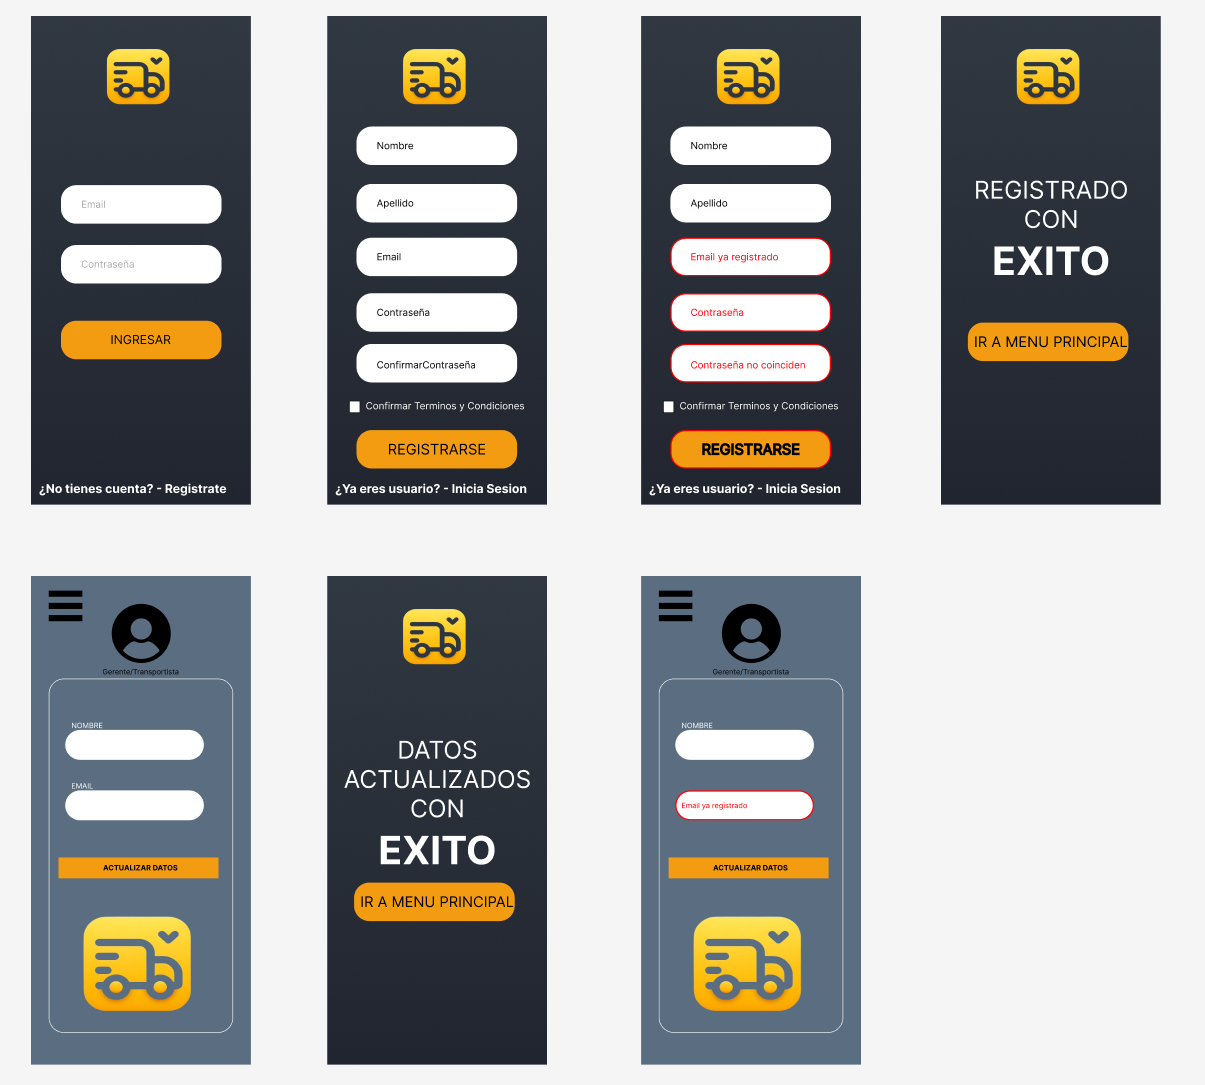 Email
Contraseña
INGRESAR
¿No tienes cuenta? - Registrate
Nombre
Apellido
Email
Contraseña
ConfirmarContraseña
Confirmar Terminos y Condiciones
REGISTRARSE
¿Ya eres usuario? - Inicia Sesion
Nombre
Apellido
Email ya registrado
Contraseña
Contraseña no coinciden
Confirmar Terminos y Condiciones
REGISTRARSE
¿Ya eres usuario? - Inicia Sesion
REGISTRADO
CON
EXITO
IR A MENU PRINCIPAL
Gerente/Transportista
NOMBRE
EMAIL
ACTUALIZAR DATOS
DATOS
ACTUALIZADOS
CON
EXITO
IR A MENU PRINCIPAL
Gerente/Transportista
NOMBRE
Email ya registrado
ACTUALIZAR DATOS